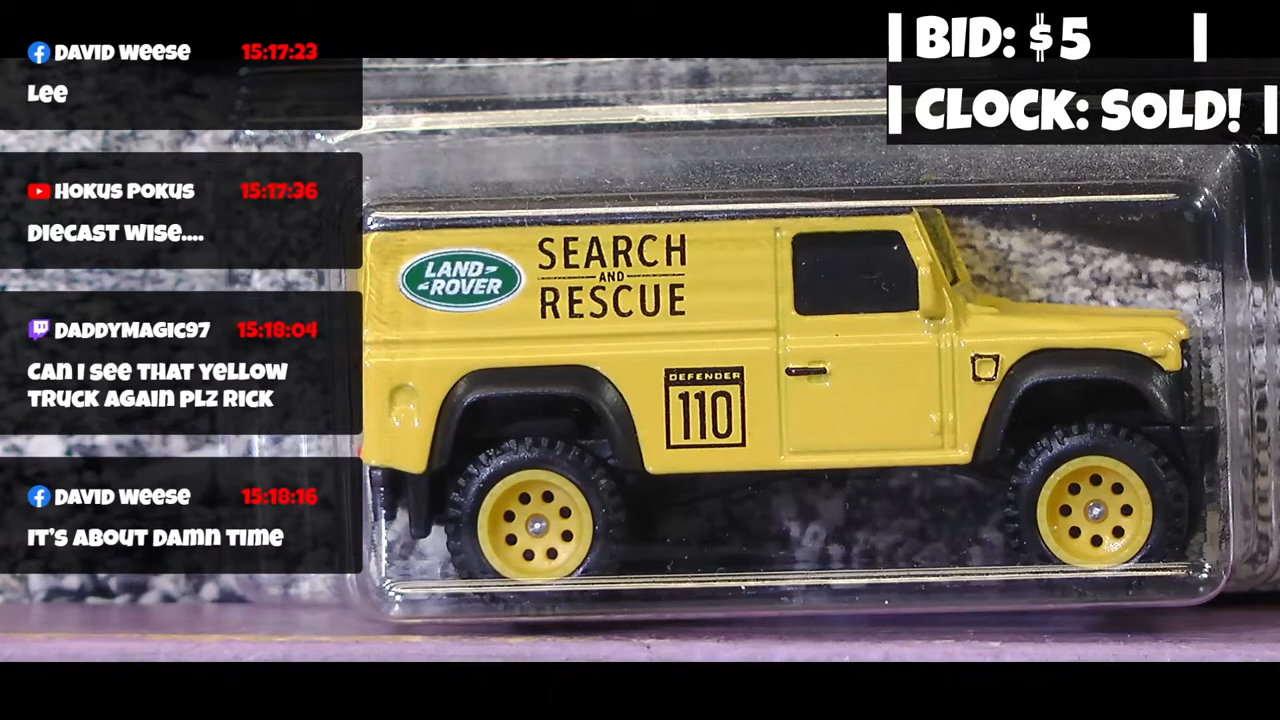 DAVID WEESE 15:17:23
LEE
HOKUS POKUS 15:17:36
DIECAST WISE....
DADDYMAGIC97 15:18:04
CAN I SEE THAT YELLOW
TRUCK AGAIN PLZ RICK
DAVID WEESE 15:18:16
IT'S ABOUT DAMN TIME
| BID: $5 |
| CLOCK: SOLD! |
LAND-
-ROVER
SEARCH
AND
RESCUE
DEFENDER
110